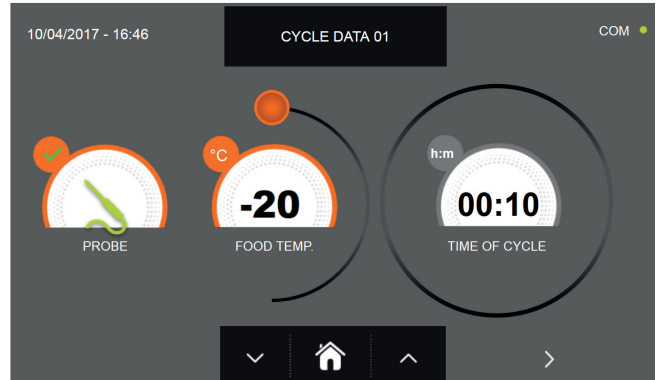 10/04/2017 - 16:46
CYCLE DATA 01
COM
°C
h:m
-20
00:10
PROBE
FOOD TEMP.
TIME OF CYCLE